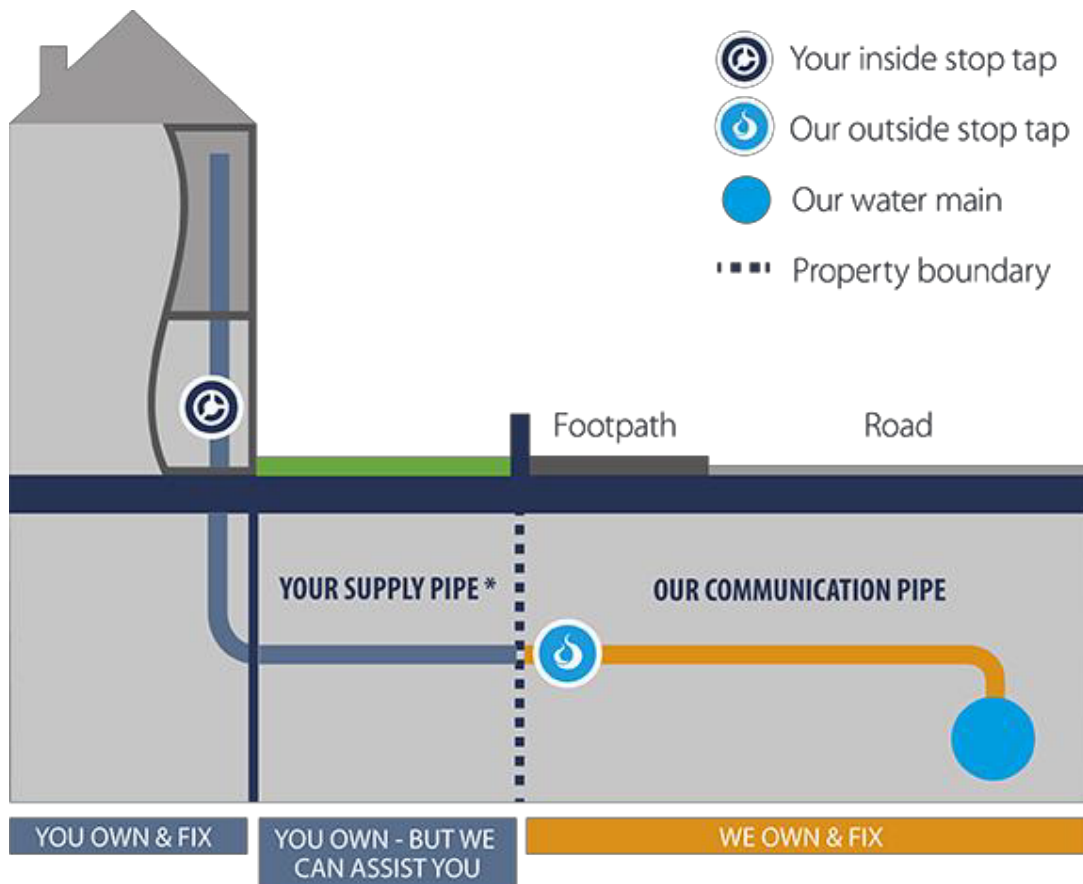 Your inside stop tap
Our outside stop tap
Our water main
Property boundary
Footpath
Road
YOUR SUPPLY PIPE *
OUR COMMUNICATION PIPE
YOU OWN & FIX
YOU OWN - BUT WE
CAN ASSIST YOU
WE OWN & FIX